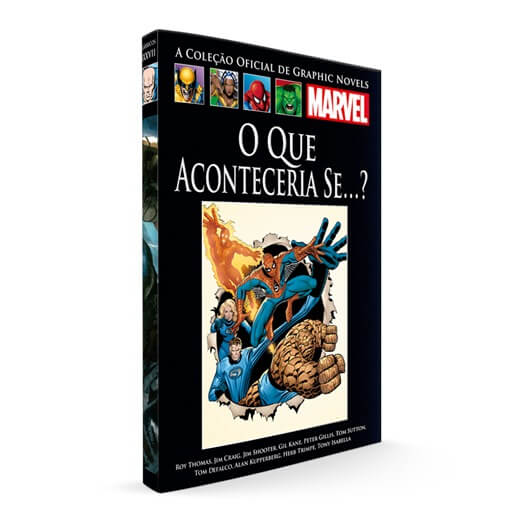 A Coleção Oficial de Graphic Novels
MARVEL
O Que
Aconteceria Se...?
Roy Thomas, Jim Craig, Jim Shooter, Gil Kane, Peter Gillis, Tom Sutton,
Tom Defalco, Alan Kupperberg, Herb Trimpe, Tony Isabella